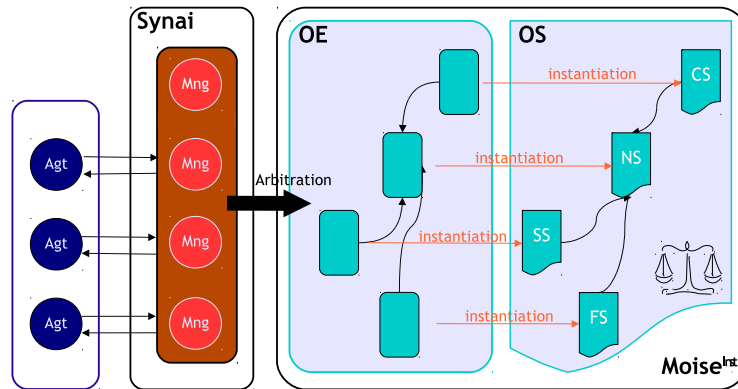 Synai
OE
OS
Mng
instantiation
CS
Agt
Mng
instantiation
NS
Arbitration
Agt
Mng
instantiation
SS
Agt
Mng
instantiation
FS
Moise Inst